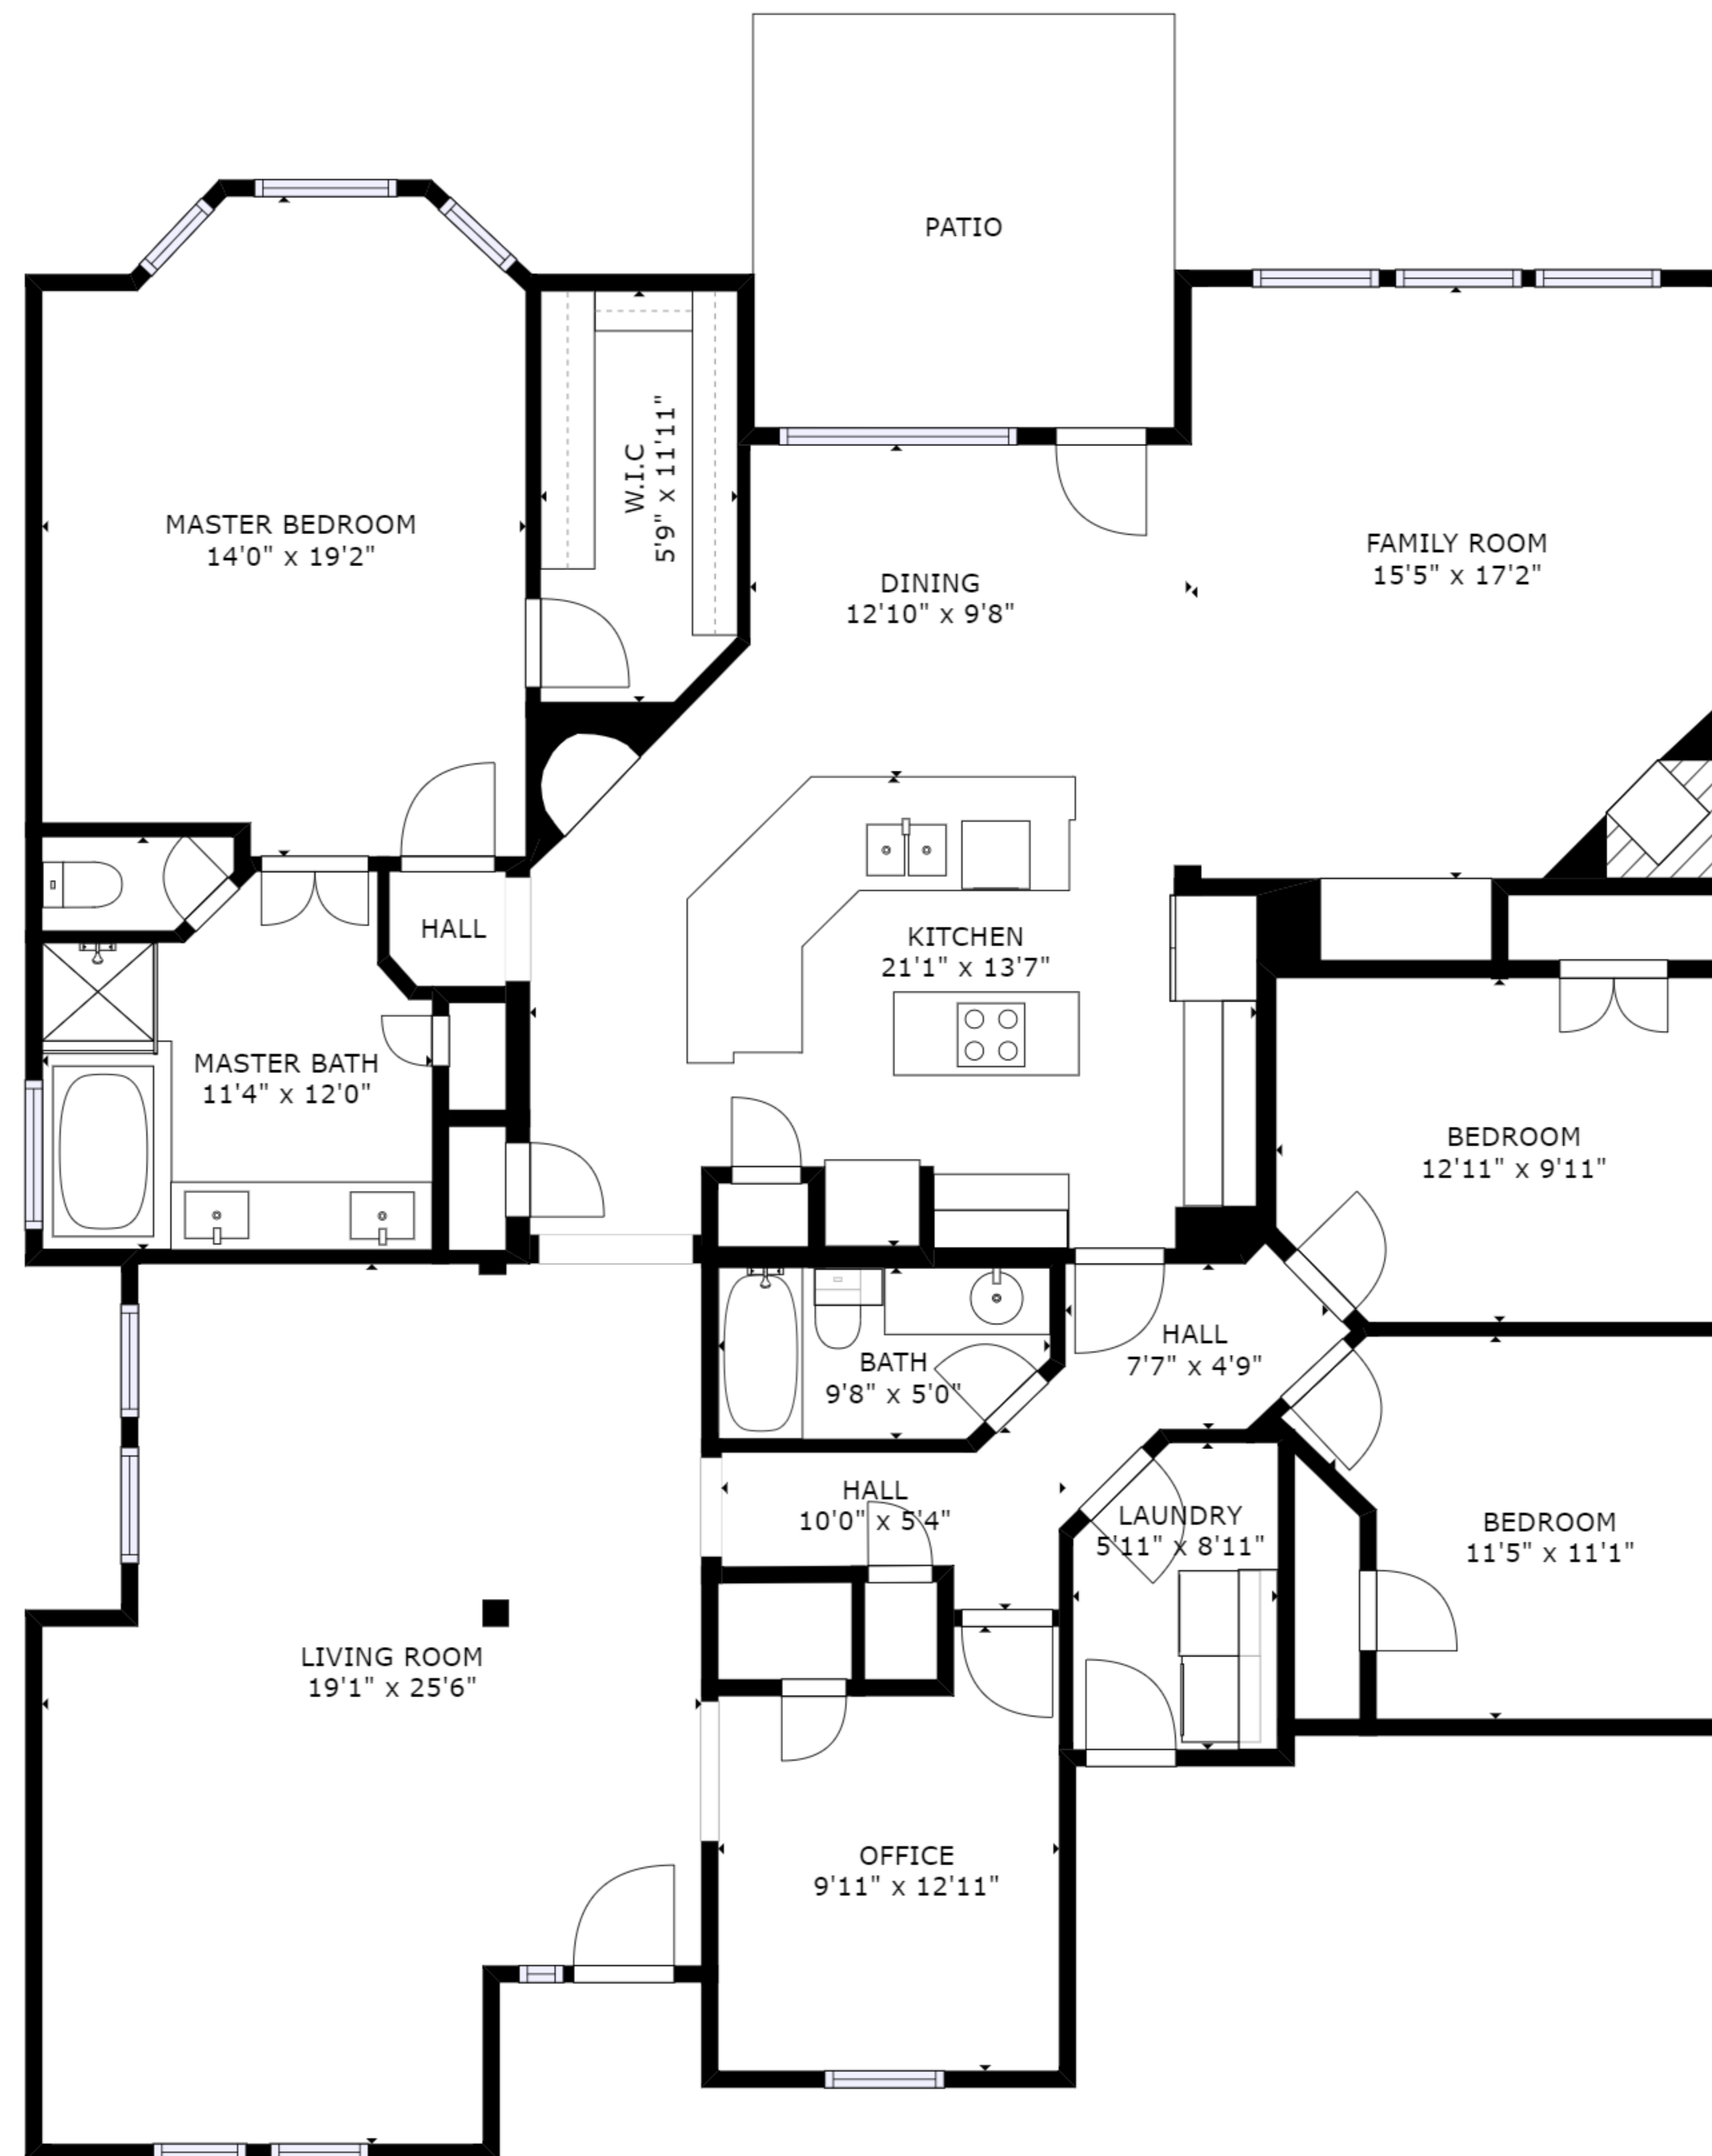 PATIO
MASTER BEDROOM
14'0" x 19'2"
W.I.C
5'9" x 11'11"
DINING
12'10" x 9'8"
FAMILY ROOM
15'5" x 17'2"
HALL
KITCHEN
21'1" x 13'7"
MASTER BATH
11'4" x 12'0"
BEDROOM
12'11" x 9'11"
HALL
7'7" x 4'9"
BATH
9'8" x 5'0"
HALL
10'0" x 5'4"
LAUNDRY
5'11" x 8'11"
BEDROOM
11'5" x 11'1"
LIVING ROOM
19'1" x 25'6"
OFFICE
9'11" x 12'11"